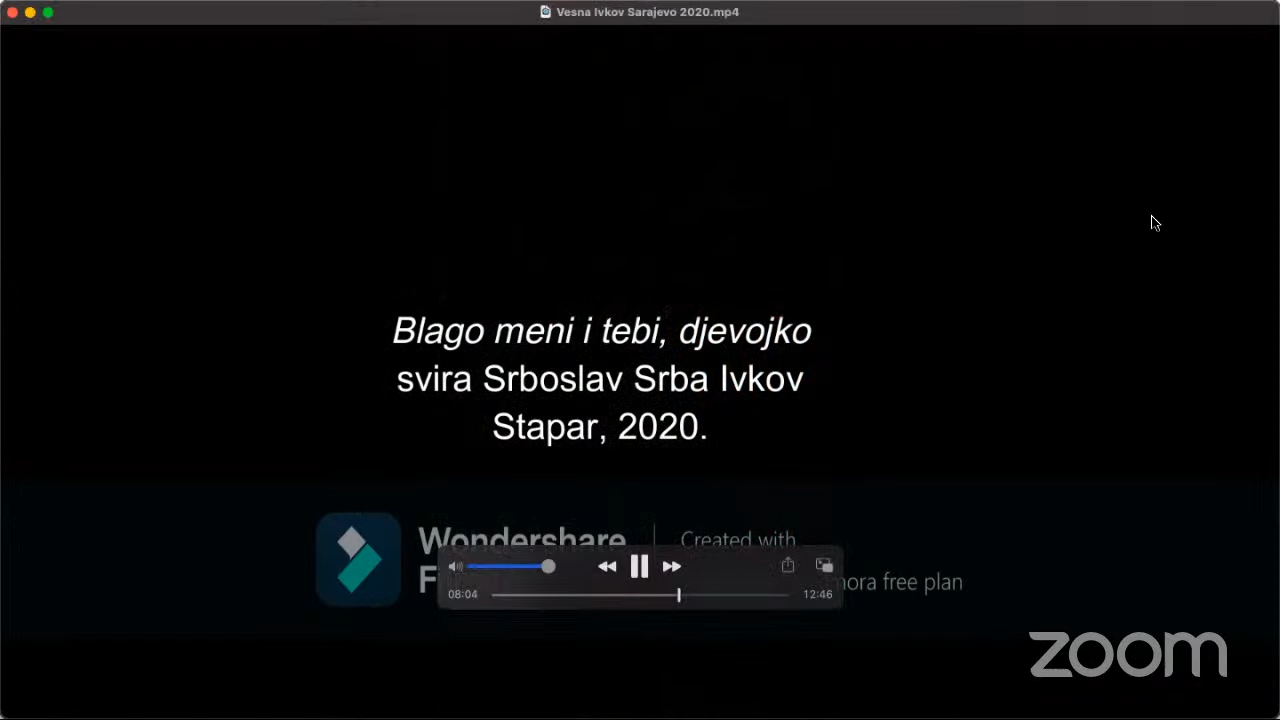 Vesna Ivkov Sarajevo 2020.mp4
Blago meni i tebi, djevojko
svira Srboslav Srba Ivkov
Stapar, 2020.
Wondershare
Created with
F
mora free plan
08:04
12:46
zoom